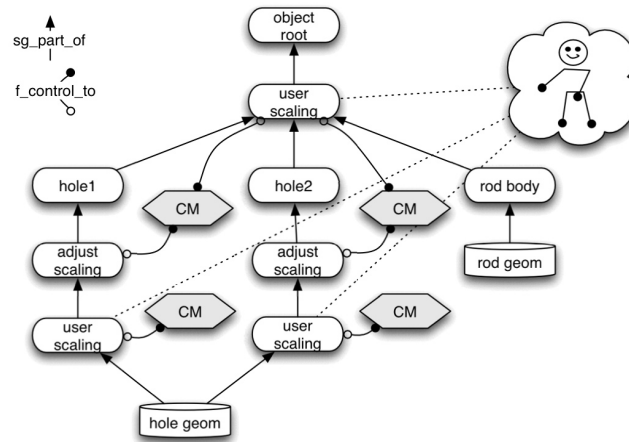 sg_part_of
f_control_to
object
root
user
scaling
hole1
CM
hole2
CM
rod body
adjust
scaling
adjust
scaling
rod geom
user
scaling
CM
user
scaling
CM
hole geom